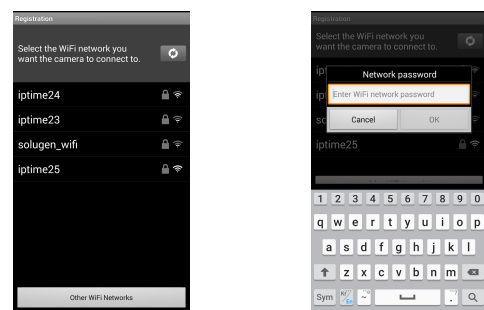 Registration
Select the WiFi network you
want the camera to connect to.
iptime24
iptime23
solugen_wifi
iptime25
Other WiFi Networks
Registration
Select the WiFi network you
want the camera to connect to.
Network password
Enter WiFi network password
Cancel
OK
iptime25
1 2 3 4 5 6 7 8 9 0
q w e r t y u i o p
a s d f g h j k l
z x c v b n m
Sym